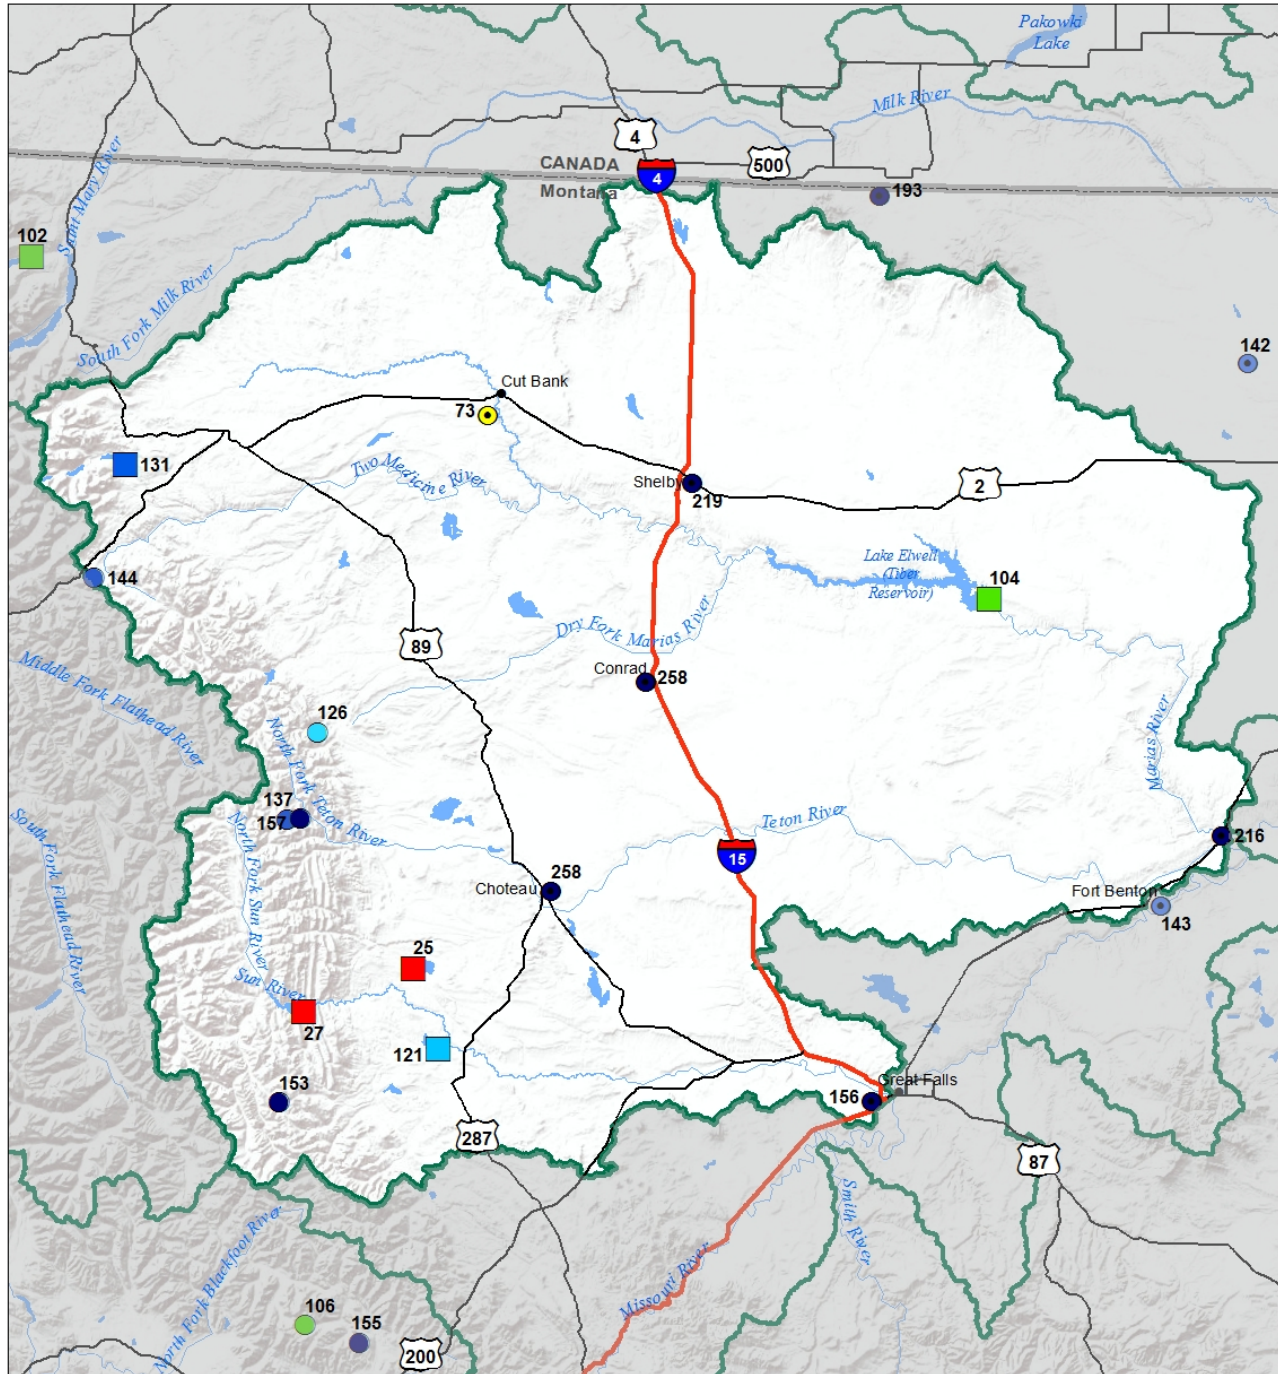 Pakowki
Lake
Milk River
4
CANADA
500
4
Montana
193
Saint Mary River
102
South Fork Milk River
142
Cut Bank
73
131
Two Medicine River
Shelby
219
2
Lake Elwell
(Tiber
Reservoir)
104
144
Dry Fork Marias River
89
Conrad
258
Middle Fork Flathead River
126
North Fork Teton River
Marias River
137
157
South Fork Flathead River
North Fork Sun River
Teton River
15
216
258
Choteau
Fort Benton
143
25
Sun River
27
121
153
Great Falls
156
287
87
Smith River
Missouri River
North Fork Blackfoot River
106
155
200